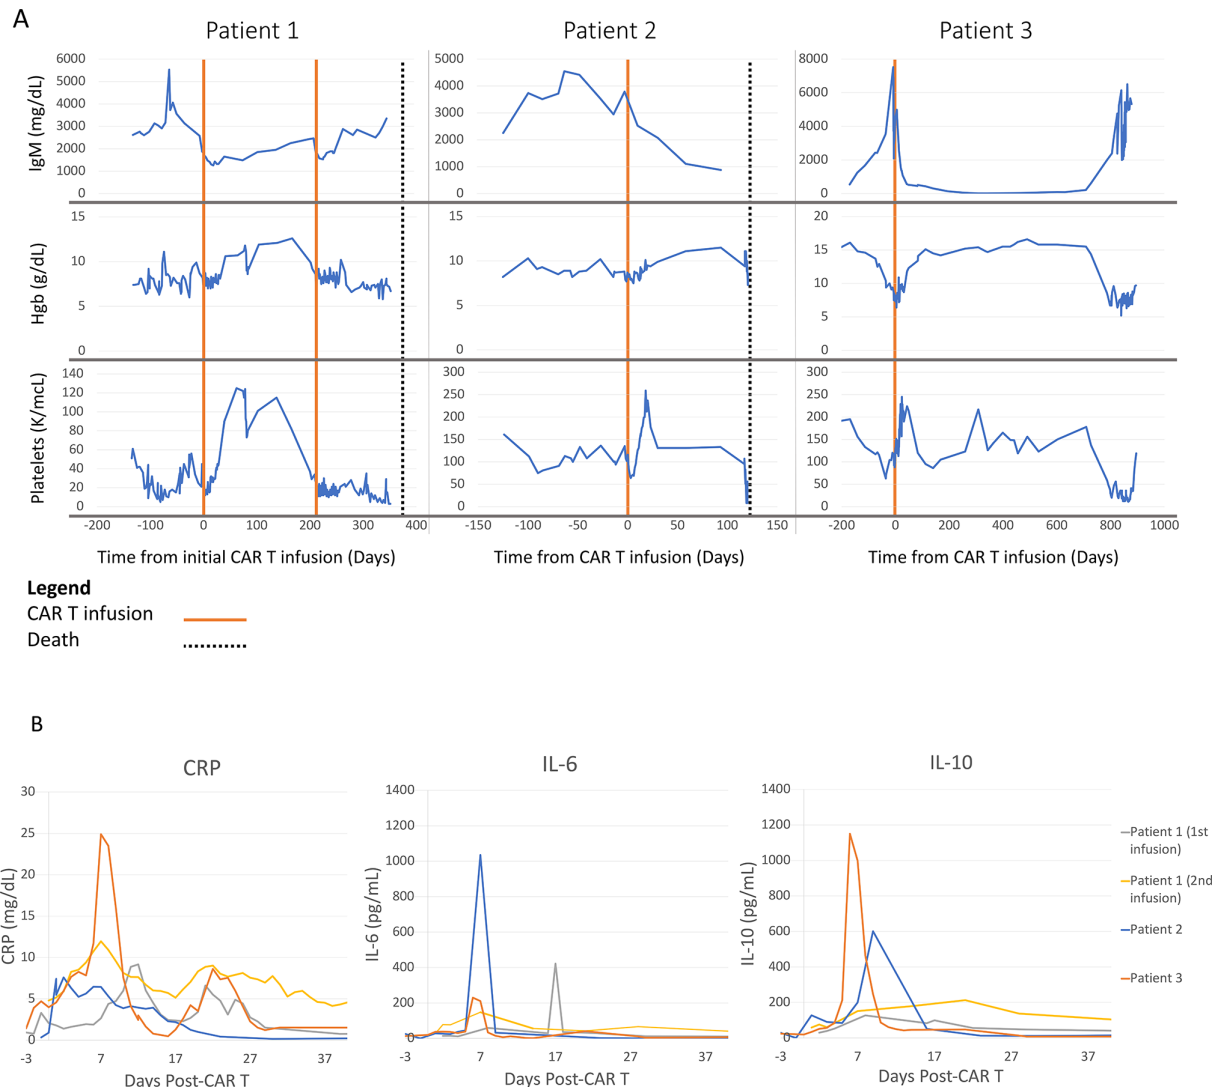 A
Patient 1
Patient 2
Patient 3
IgM (mg/dL)
6000
5000
4000
3000
2000
1000
0
5000
4000
3000
2000
1000
0
8000
6000
4000
2000
0
Hgb (g/dL)
15
10
5
0
15
10
5
0
20
15
10
5
0
Platelets (K/mcL)
140
120
100
80
60
40
20
0
300
250
200
150
100
50
0
300
250
200
150
100
50
0
-200 -100 0 100 200 300 400
-150 -100 -50 0 50 100 150
-200 0 200 400 600 800 1000
Time from initial CAR T infusion (Days)
Time from CAR T infusion (Days)
Time from CAR T infusion (Days)
Legend
CAR T infusion
Death
B
CRP
IL-6
IL-10
CRP (mg/dL)
30
25
20
15
10
5
0
-3 7 17 27 37
Days Post-CAR T
IL-6 (pg/mL)
1400
1200
1000
800
600
400
200
0
-3 7 17 27 37
Days Post-CAR T
IL-10 (pg/mL)
1400
1200
1000
800
600
400
200
0
-3 7 17 27 37
Days Post-CAR T
Patient 1 (1st
infusion)
Patient 1 (2nd
infusion)
Patient 2
Patient 3